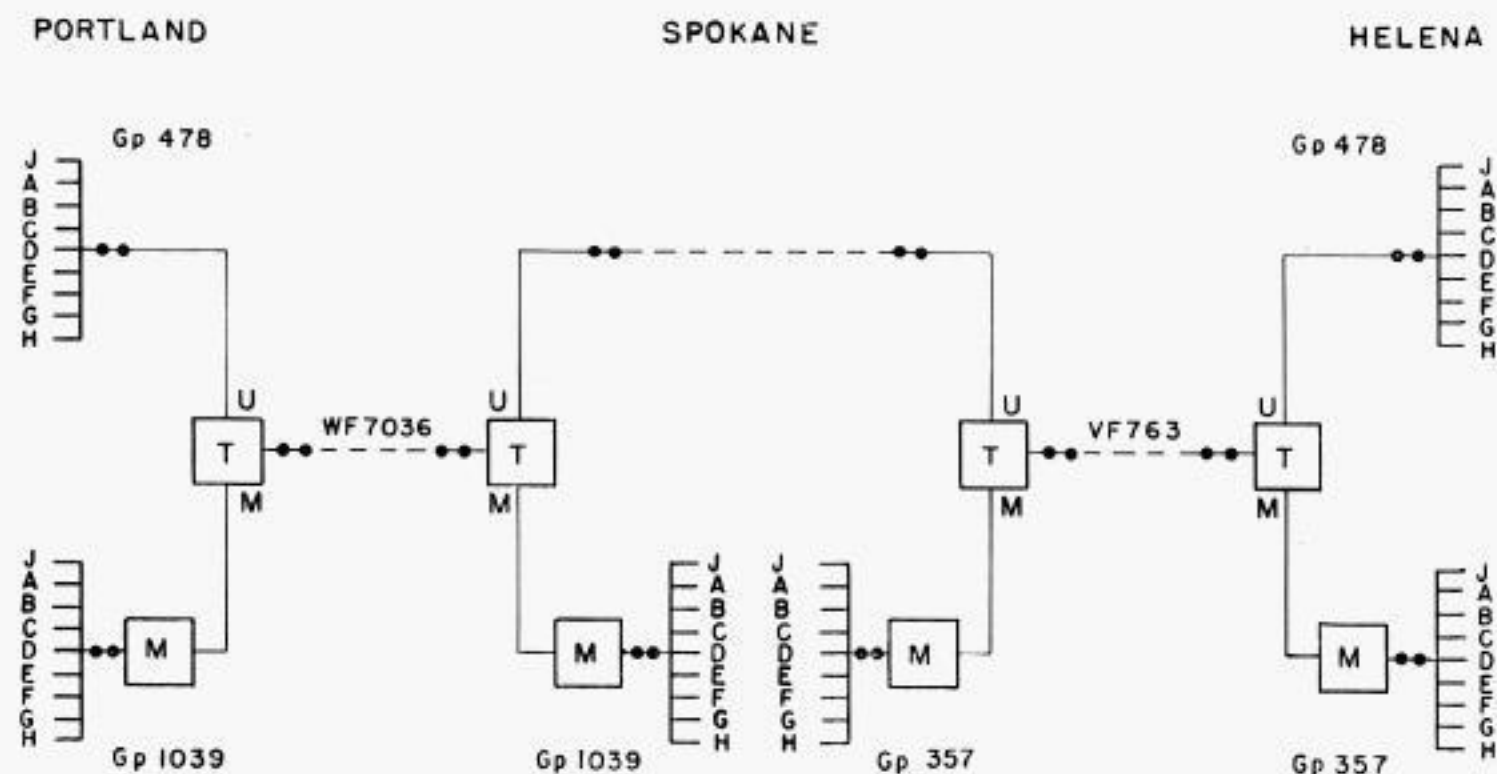 PORTLAND SPOKANE HELENA
Gp 478 Gp 478
J J
A A
B B
C C
D D
E E
F F
G G
H H
U U U U
T WF7036 T T VF763 T
M M M M
J J J J
A A A A
B B B B
C C C C
D M M D D M M D
E E E E
F F F F
G G G G
H H H H
Gp 1039 Gp 1039 Gp 357 Gp 357